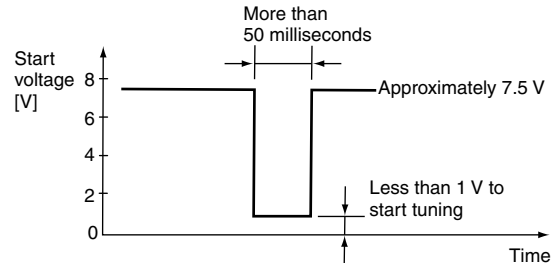 More than
50 milliseconds
Start
voltage
[V]
8
Approximately 7.5 V
6
4
2
Less than 1 V to
start tuning
0
Time